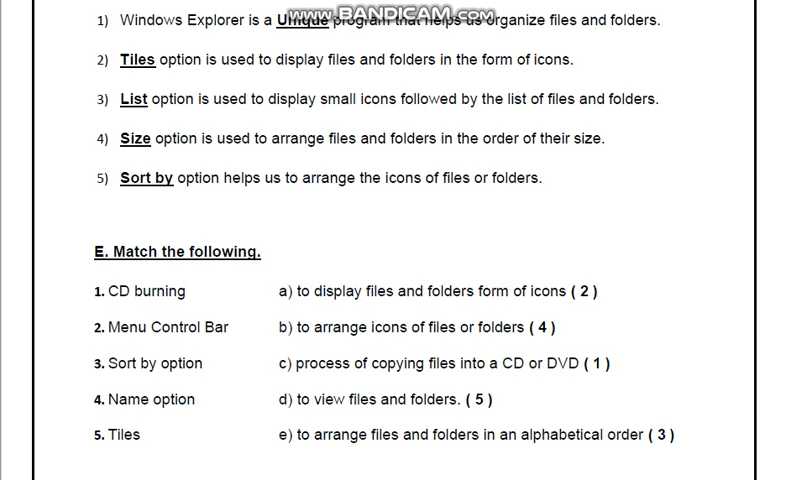 www.BANDICAM.com
1) Windows Explorer is a Unique program that helps us organize files and folders.
2) Tiles option is used to display files and folders in the form of icons.
3) List option is used to display small icons followed by the list of files and folders.
4) Size option is used to arrange files and folders in the order of their size.
5) Sort by option helps us to arrange the icons of files or folders.
E. Match the following.
1. CD burning a) to display files and folders form of icons ( 2 )
2. Menu Control Bar b) to arrange icons of files or folders ( 4 )
3. Sort by option c) process of copying files into a CD or DVD ( 1 )
4. Name option d) to view files and folders. ( 5 )
5. Tiles e) to arrange files and folders in an alphabetical order ( 3 )